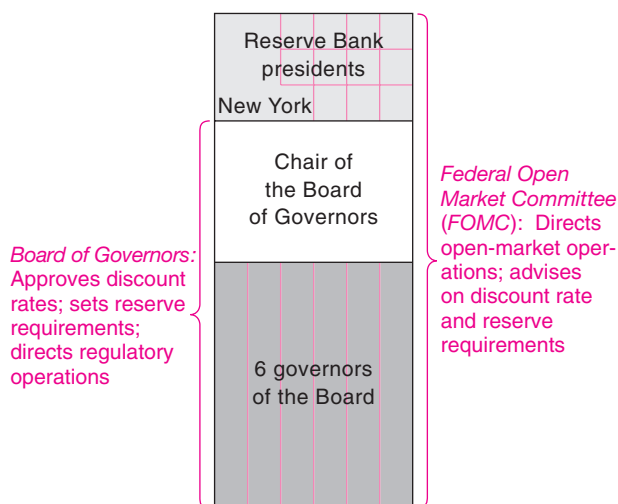 Reserve Bank
presidents
New York
Chair of
the Board
of Governors
6 governors
of the Board
Board of Governors:
Approves discount
rates; sets reserve
requirements;
directs regulatory
operations
Federal Open
Market Committee
(FOMC): Directs
open-market oper-
ations; advises
on discount rate
and reserve
requirements